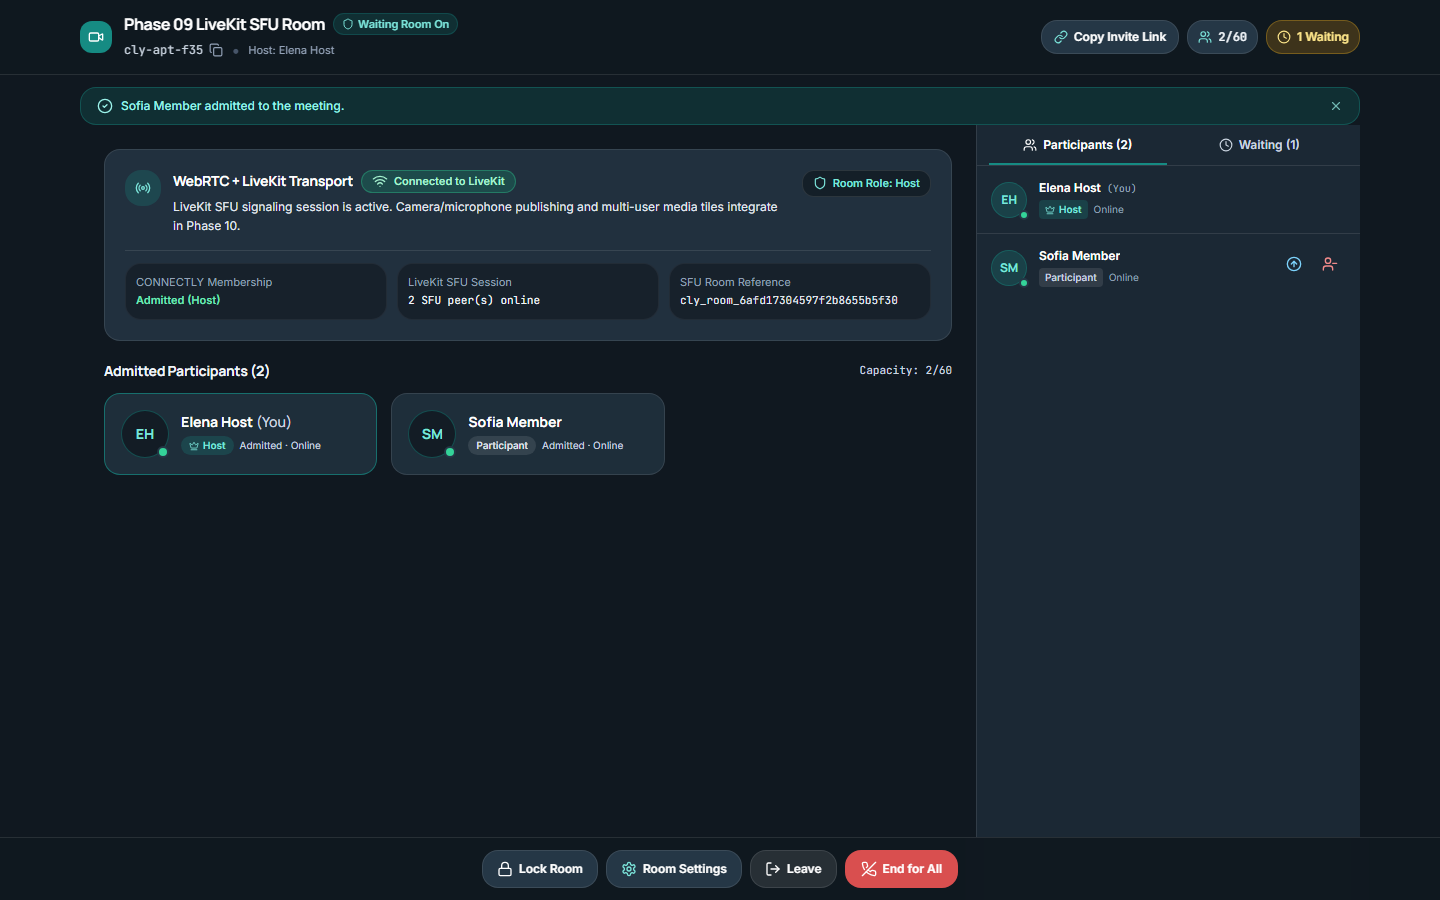 Phase 09 LiveKit SFU Room
Waiting Room On
cly-apt-f35
Host: Elena Host
Copy Invite Link
2/60
1 Waiting
Sofia Member admitted to the meeting.
WebRTC + LiveKit Transport
Connected to LiveKit
LiveKit SFU signaling session is active. Camera/microphone publishing and multi-user media tiles integrate
in Phase 10.
Room Role: Host
CONNECTLY Membership
Admitted (Host)
LiveKit SFU Session
2 SFU peer(s) online
SFU Room Reference
cly_room_6afd17304597f2b8655b5f30
Admitted Participants (2)
Capacity: 2/60
EH
Elena Host (You)
Host
Admitted · Online
SM
Sofia Member
Participant
Admitted · Online
Participants (2)
Waiting (1)
EH
Elena Host (You)
Host
Online
SM
Sofia Member
Participant
Online
Lock Room
Room Settings
Leave
End for All